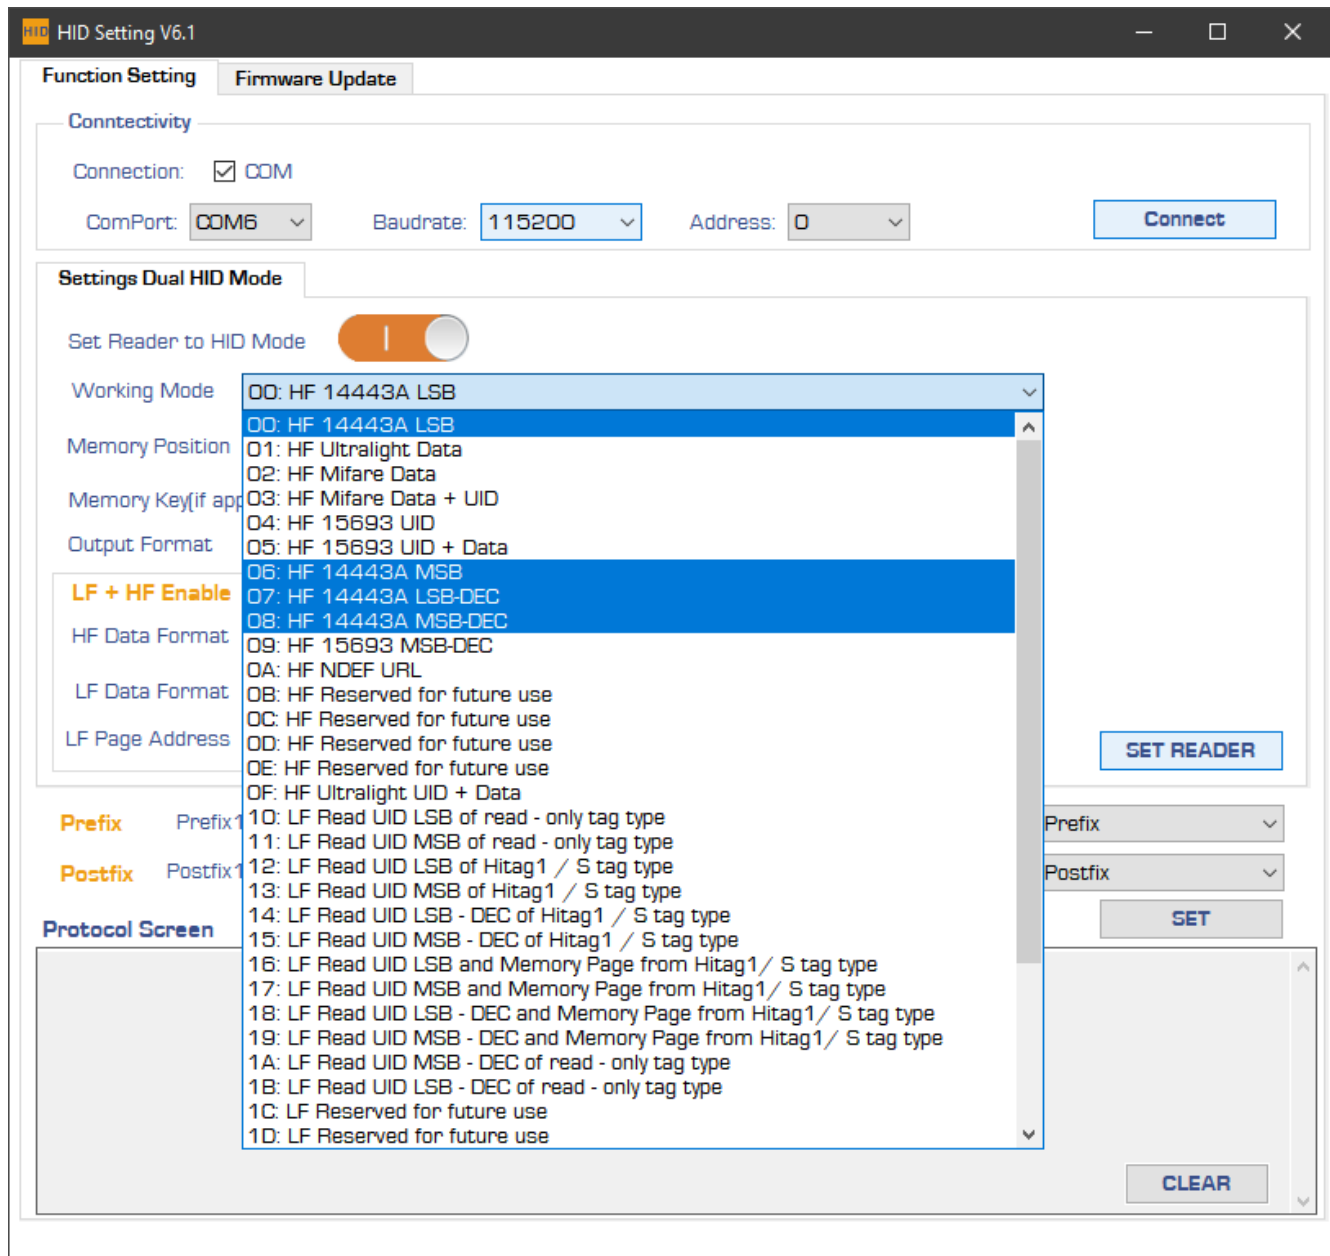 HID HID Setting V6.1
Function Setting Firmware Update
Conntectivity
Connection: COM
ComPort: COM6 Baudrate: 115200 Address: 0 Connect
Settings Dual HID Mode
Set Reader to HID Mode
Working Mode 00: HF 14443A LSB
00: HF 14443A LSB
Memory Position 01: HF Ultralight Data
02: HF Mifare Data
Memory Key(if app 03: HF Mifare Data + UID
04: HF 15693 UID
Output Format 05: HF 15693 UID + Data
06: HF 14443A MSB
LF + HF Enable 07: HF 14443A LSB-DEC
08: HF 14443A MSB-DEC
HF Data Format 09: HF 15693 MSB-DEC
0A: HF NDEF URL
LF Data Format 0B: HF Reserved for future use
0C: HF Reserved for future use
LF Page Address 0D: HF Reserved for future use SET READER
0E: HF Reserved for future use
0F: HF Ultralight UID + Data
Prefix Prefix1 10: LF Read UID LSB of read - only tag type Prefix
11: LF Read UID MSB of read - only tag type
Postfix Postfix1 12: LF Read UID LSB of Hitag1 / S tag type Postfix
13: LF Read UID MSB of Hitag1 / S tag type
14: LF Read UID LSB - DEC of Hitag1 / S tag type SET
Protocol Screen 15: LF Read UID MSB - DEC of Hitag1 / S tag type
16: LF Read UID LSB and Memory Page from Hitag1/ S tag type
17: LF Read UID MSB and Memory Page from Hitag1/ S tag type
18: LF Read UID LSB - DEC and Memory Page from Hitag1/ S tag type
19: LF Read UID MSB - DEC and Memory Page from Hitag1/ S tag type
1A: LF Read UID MSB - DEC of read - only tag type
1B: LF Read UID LSB - DEC of read - only tag type
1C: LF Reserved for future use
1D: LF Reserved for future use
CLEAR